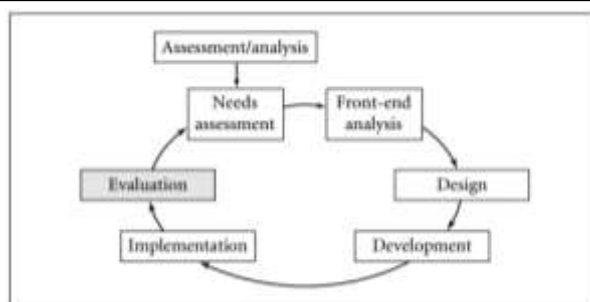 Assessment/analysis
Needs
assessment
Front-end
analysis
Evaluation
Design
Implementation
Development